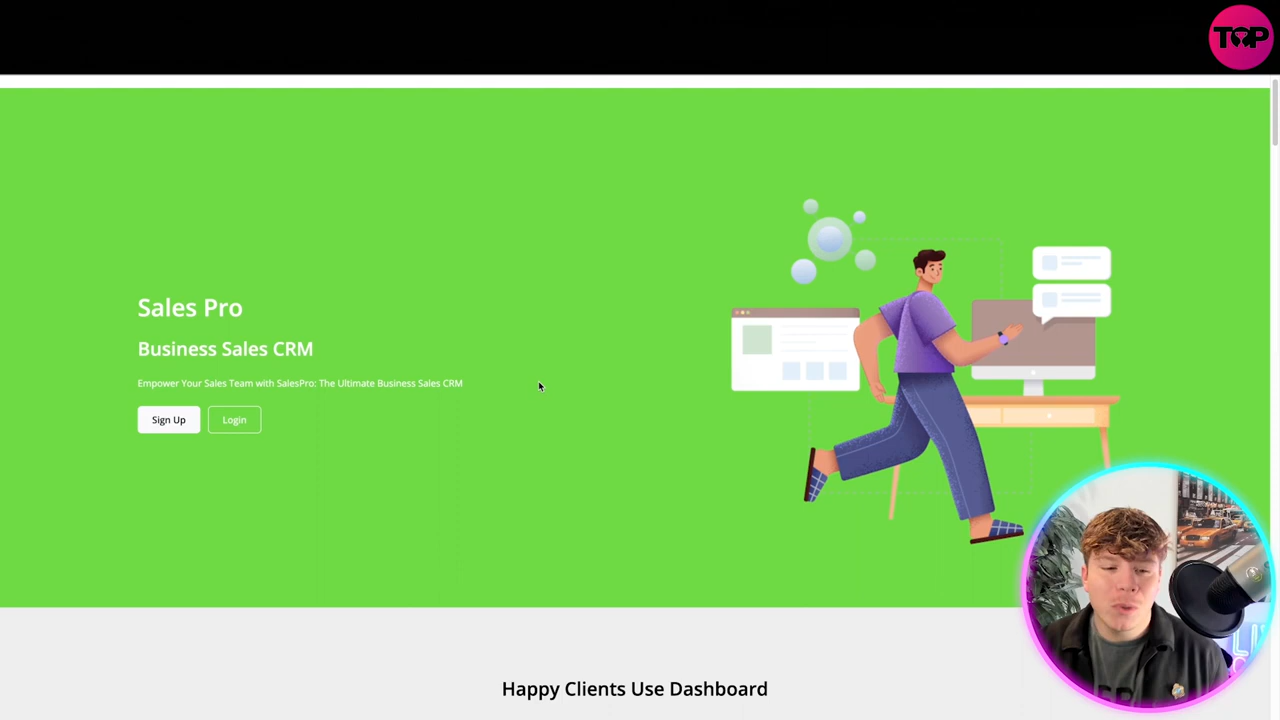 TOP
Sales Pro
Business Sales CRM
Empower Your Sales Team with SalesPro: The Ultimate Business Sales CRM
Sign Up
Login
Happy Clients Use Dashboard